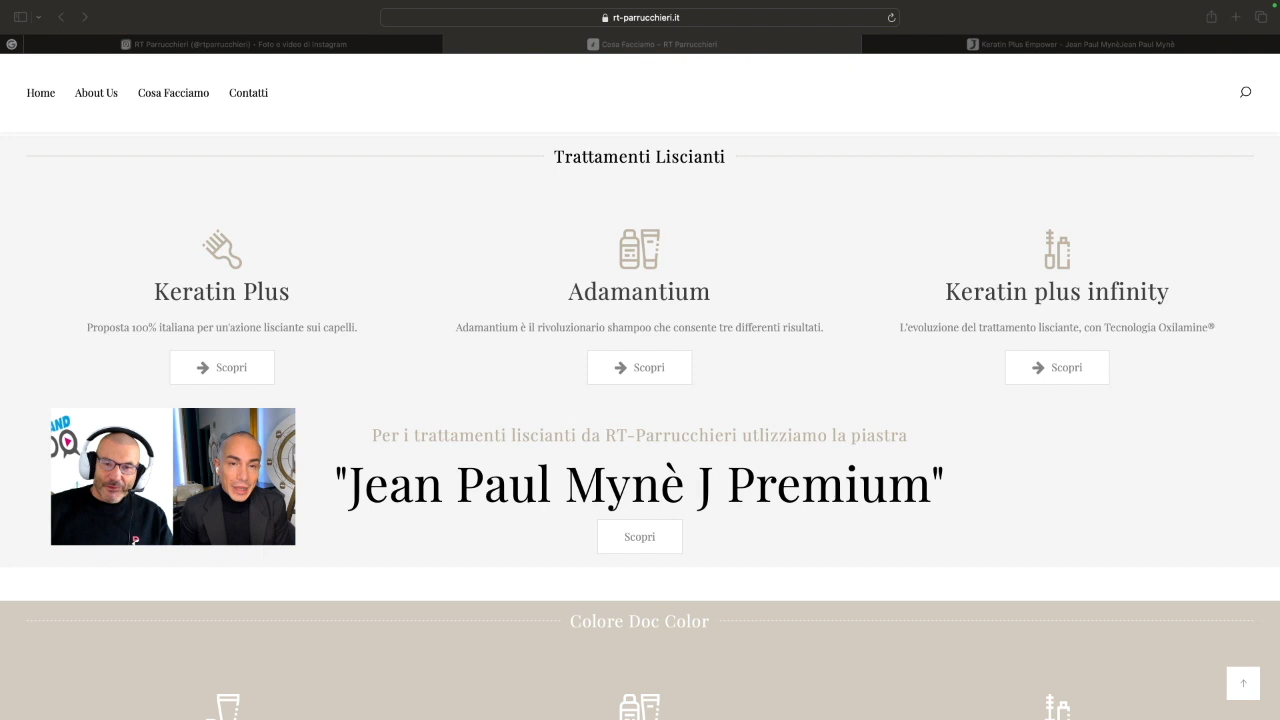 rt-parrucchieri.it
RT Parrucchieri (@rtparrucchieri) • Foto e video di Instagram
Cosa Facciamo – RT Parrucchieri
Keratin Plus Empower - Jean Paul MynèJean Paul Mynè
Home
About Us
Cosa Facciamo
Contatti
Trattamenti Liscianti
Keratin Plus
Adamantium
Keratin plus infinity
Proposta 100% italiana per un'azione lisciante sui capelli.
Adamantium è il rivoluzionario shampoo che consente tre differenti risultati.
L'evoluzione del trattamento lisciante, con Tecnologia Oxilamine®
Scopri
Scopri
Scopri
AND
Per i trattamenti liscianti da RT-Parrucchieri utlizziamo la piastra
"Jean Paul Mynè J Premium"
Scopri
Colore Doc Color